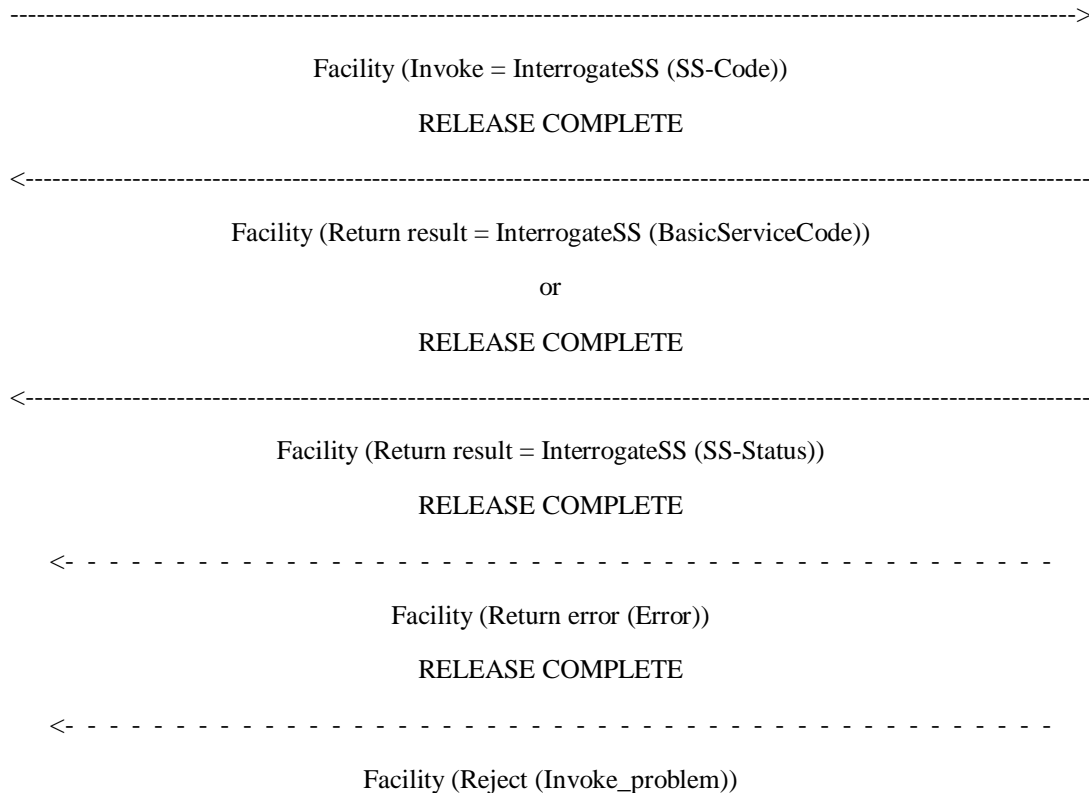 Facility (Invoke = InterrogateSS (SS-Code))
RELEASE COMPLETE
Facility (Return result = InterrogateSS (BasicServiceCode))
or
RELEASE COMPLETE
Facility (Return result = InterrogateSS (SS-Status))
RELEASE COMPLETE
Facility (Return error (Error))
RELEASE COMPLETE
Facility (Reject (Invoke_problem))